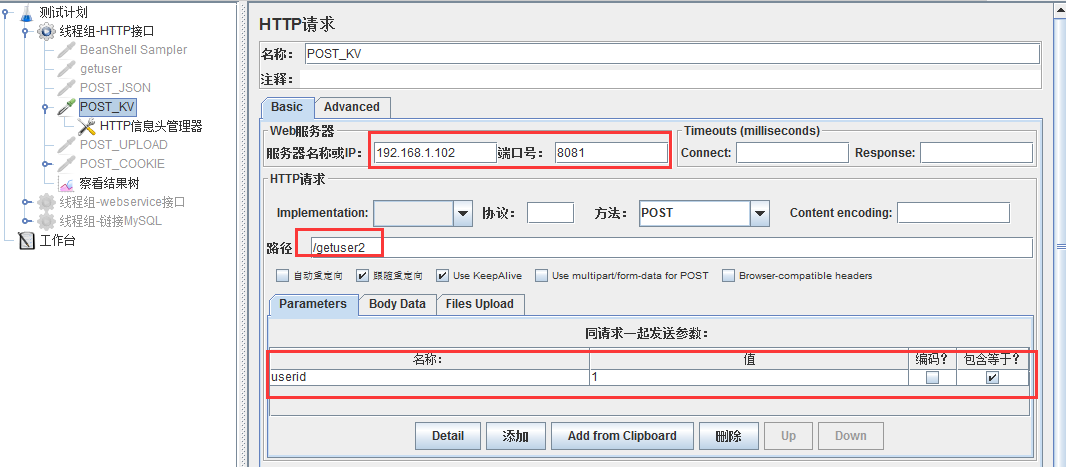 测试计划
线程组-HTTP接口
BeanShell Sampler
getuser
POST_JSON
POST_KV
HTTP信息头管理器
POST_UPLOAD
POST_COOKIE
察看结果树
线程组-webservice接口
线程组-链接MySQL
工作台
HTTP请求
名称： POST_KV
注释：
Basic Advanced
Web服务器 Timeouts (milliseconds)
服务器名称或IP： 192.168.1.102 端口号： 8081 Connect: Response:
HTTP请求
Implementation: 协议： 方法： POST Content encoding:
路径 /getuser2
自动重定向 跟随重定向 Use KeepAlive Use multipart/form-data for POST Browser-compatible headers
Parameters Body Data Files Upload
同请求一起发送参数：
名称： 值 编码？ 包含等于？
userid 1
Detail 添加 Add from Clipboard 删除 Up Down